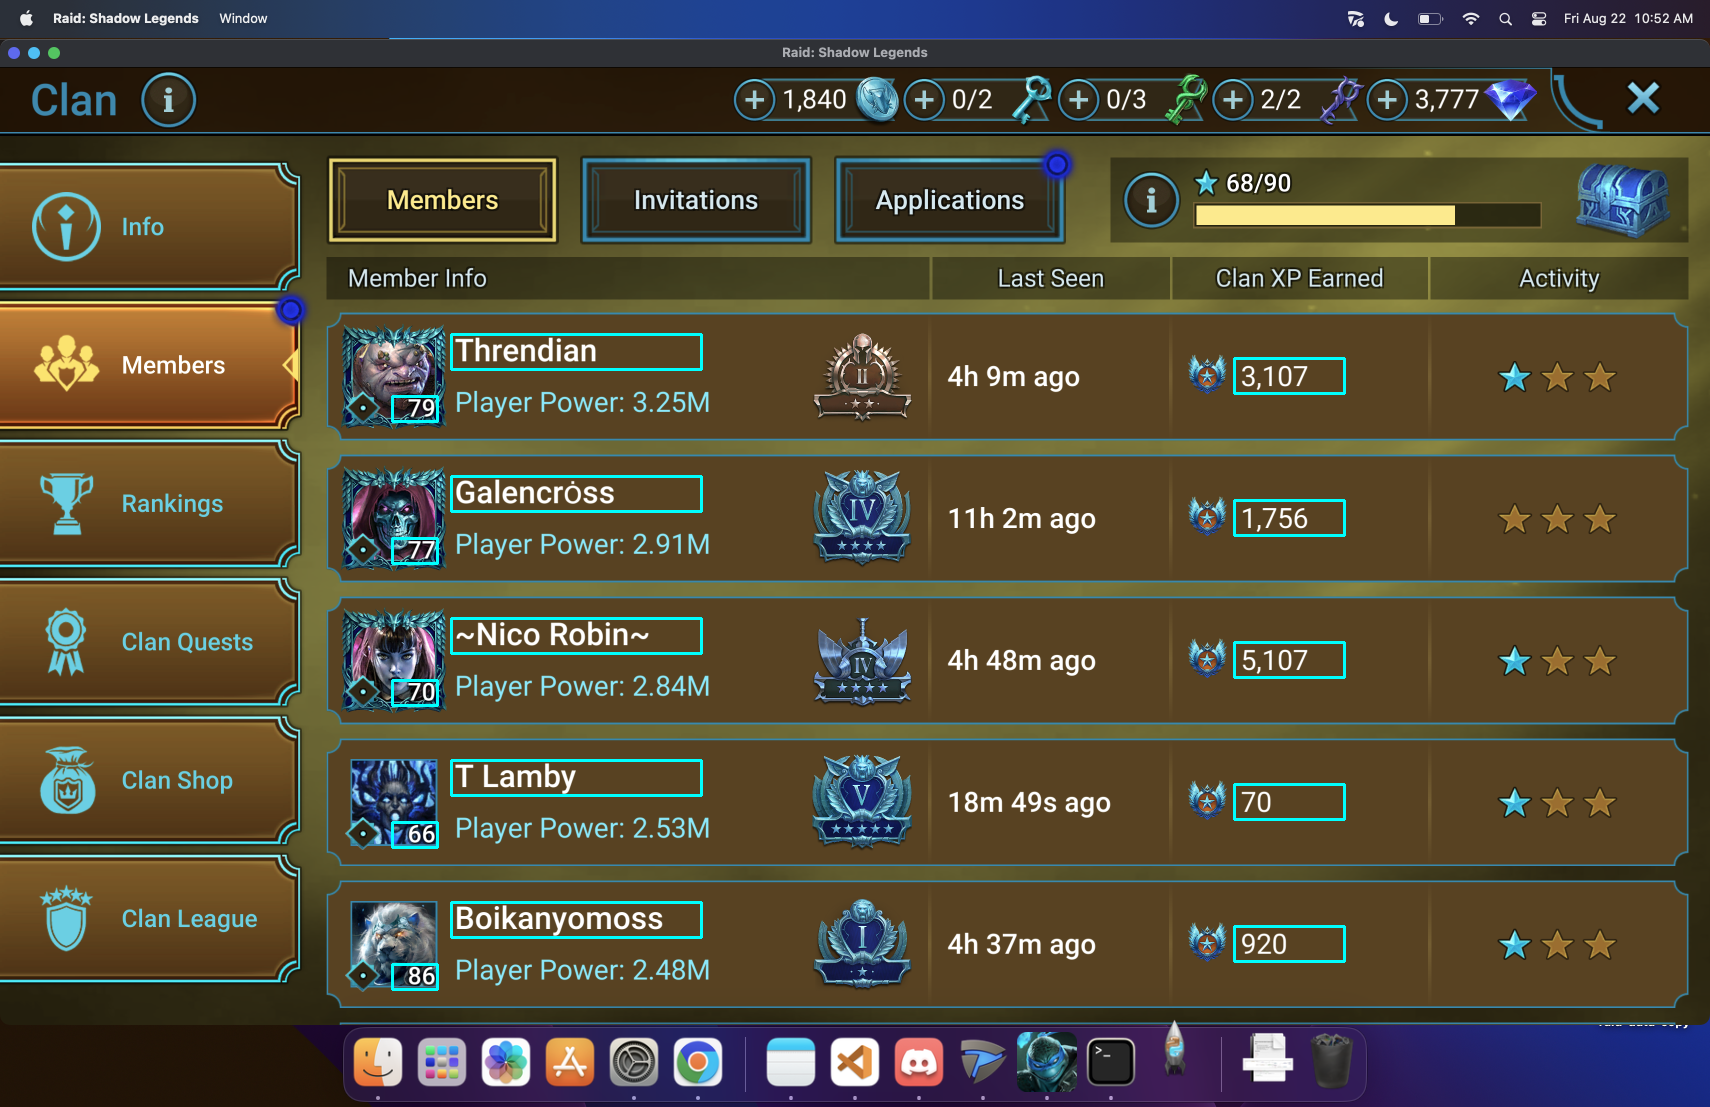 Raid: Shadow Legends Window Fri Aug 22 10:52 AM
Raid: Shadow Legends
Clan i 1,840 0/2 0/3 2/2 3,777
Info
Members
Rankings
Clan Quests
Clan Shop
Clan League
Members Invitations Applications i 68/90
Member Info Last Seen Clan XP Earned Activity
Threndian
79 Player Power: 3.25M II 4h 9m ago 3,107
Galencrȯss
77 Player Power: 2.91M IV 11h 2m ago 1,756
~Nico Robin~
70 Player Power: 2.84M IV 4h 48m ago 5,107
T Lamby
66 Player Power: 2.53M V 18m 49s ago 70
Boikanyomoss
86 Player Power: 2.48M I 4h 37m ago 920